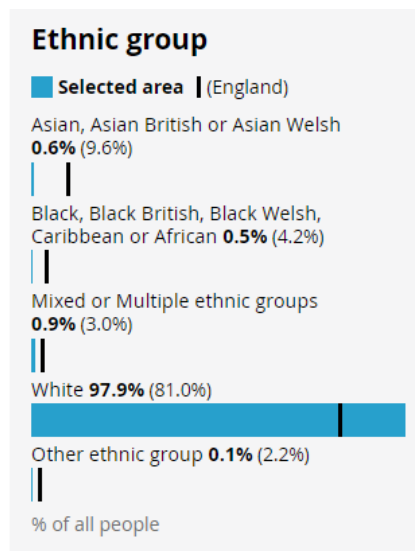 Ethnic group
Selected area (England)
Asian, Asian British or Asian Welsh
0.6% (9.6%)
Black, Black British, Black Welsh,
Caribbean or African 0.5% (4.2%)
Mixed or Multiple ethnic groups
0.9% (3.0%)
White 97.9% (81.0%)
Other ethnic group 0.1% (2.2%)
% of all people